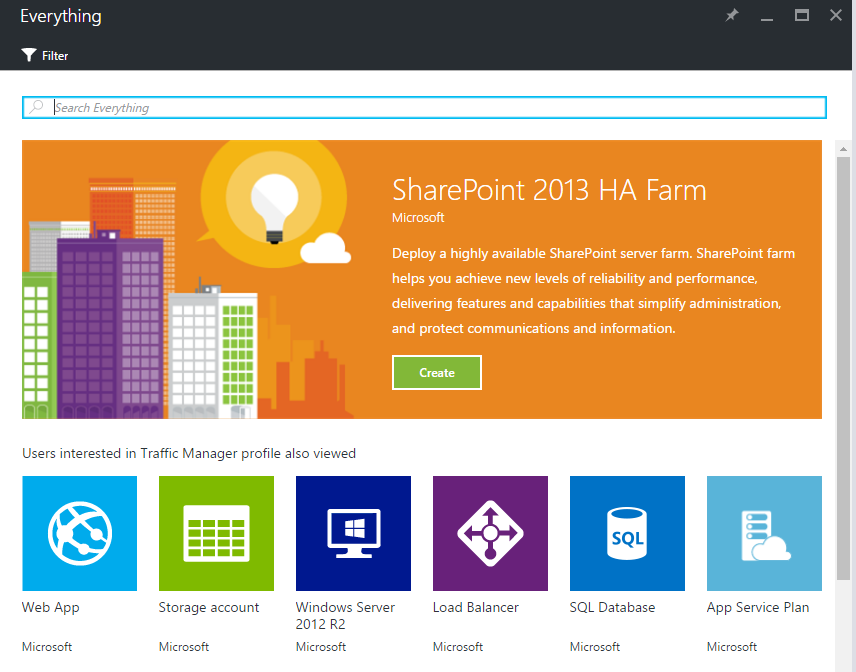 Everything
Filter
Search Everything
SharePoint 2013 HA Farm
Microsoft
Deploy a highly available SharePoint server farm. SharePoint farm
helps you achieve new levels of reliability and performance,
delivering features and capabilities that simplify administration,
and protect communications and information.
Create
Users interested in Traffic Manager profile also viewed
SQL
Web App
Microsoft
Storage account
Microsoft
Windows Server
2012 R2
Microsoft
Load Balancer
Microsoft
SQL Database
Microsoft
App Service Plan
Microsoft